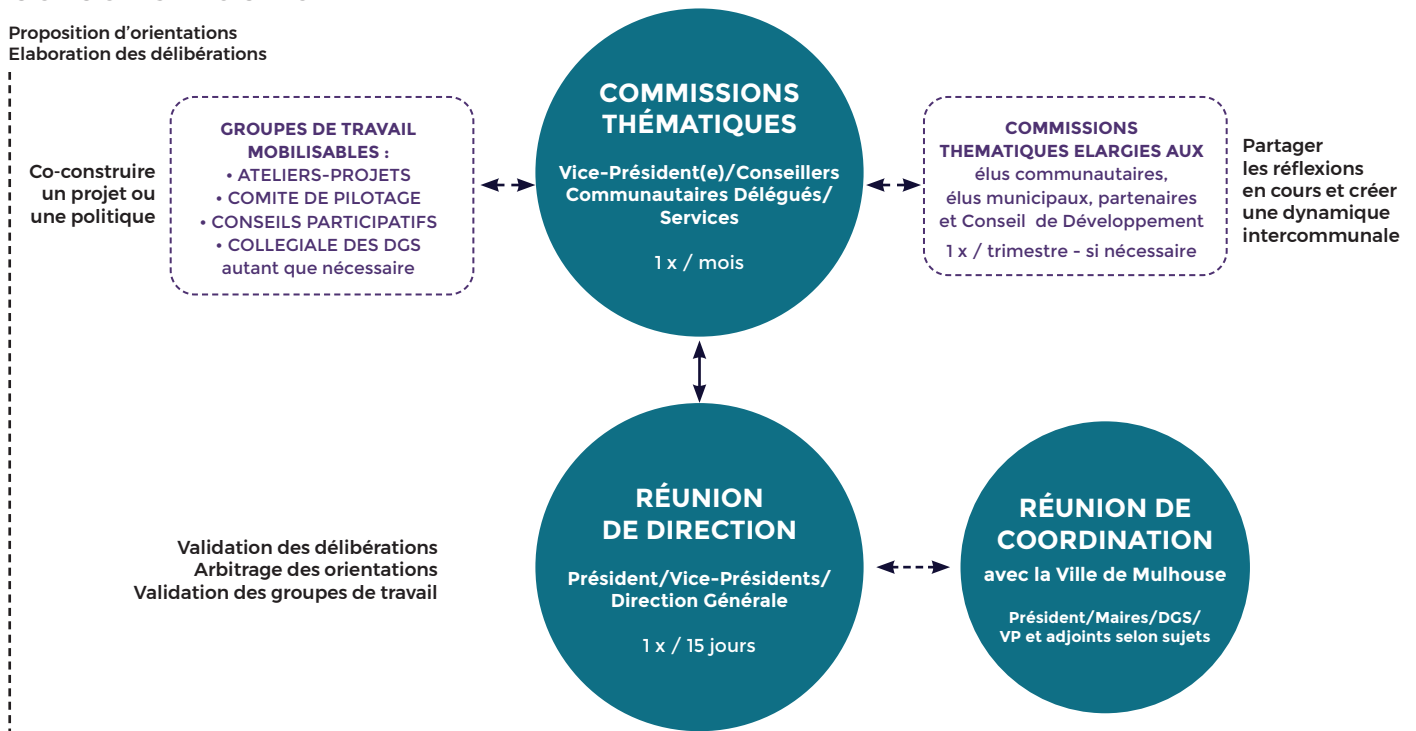 Proposition d'orientations
Elaboration des délibérations
COMMISSIONS
THÉMATIQUES
Vice-Président(e)/Conseillers
Communautaires Délégués/
Services
1 x / mois
Co-construire
un projet ou
une politique
GROUPES DE TRAVAIL
MOBILISABLES :
• ATELIERS-PROJETS
• COMITE DE PILOTAGE
• CONSEILS PARTICIPATIFS
• COLLEGIALE DES DGS
autant que nécessaire
COMMISSIONS
THEMATIQUES ELARGIES AUX
élus communautaires,
élus municipaux, partenaires
et Conseil de Développement
1 x / trimestre - si nécessaire
Partager
les réflexions
en cours et créer
une dynamique
intercommunale
Validation des délibérations
Arbitrage des orientations
Validation des groupes de travail
RÉUNION
DE DIRECTION
Président/Vice-Présidents/
Direction Générale
1 x / 15 jours
RÉUNION DE
COORDINATION
avec la Ville de Mulhouse
Président/Maires/DGS/
VP et adjoints selon sujets